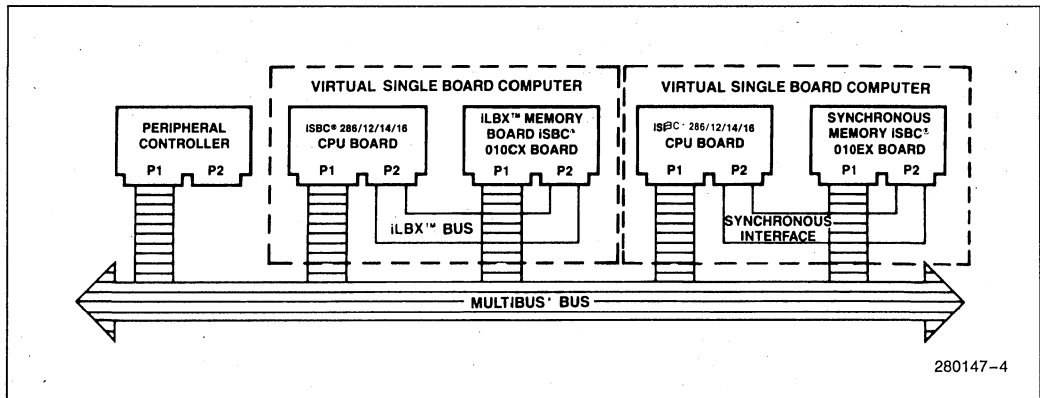 VIRTUAL SINGLE BOARD COMPUTER
VIRTUAL SINGLE BOARD COMPUTER
PERIPHERAL
CONTROLLER
P1 P2
iSBC® 286/12/14/16
CPU BOARD
P1 P2
iLBX™ MEMORY
BOARD iSBC®
010CX BOARD
P1 P2
iSBC® 286/12/14/16
CPU BOARD
P1 P2
SYNCHRONOUS
MEMORY iSBC®
010EX BOARD
P1 P2
iLBX™ BUS
SYNCHRONOUS
INTERFACE
MULTIBUS® BUS
280147-4